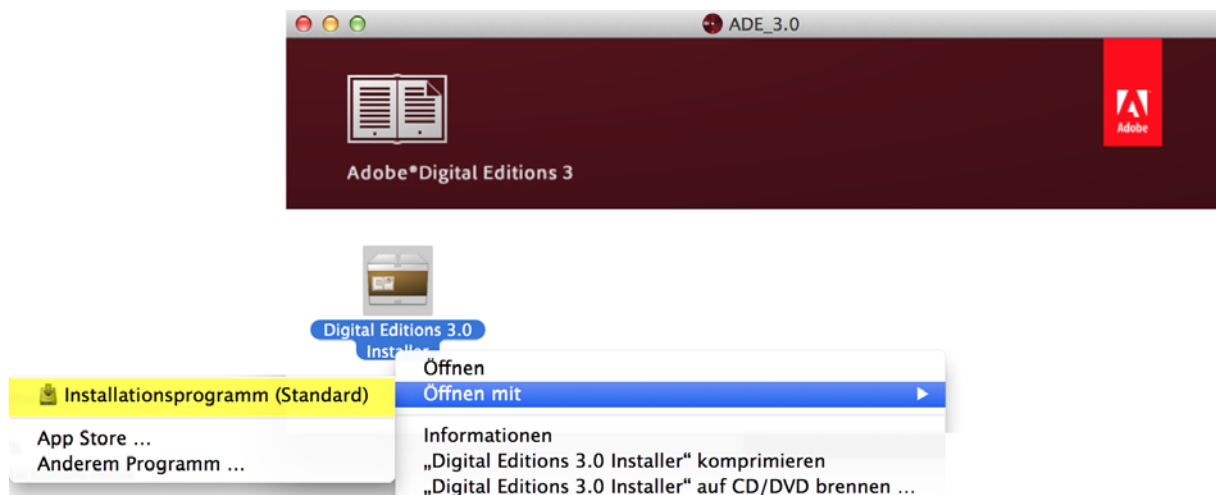 ADE_3.0
Adobe
Adobe®Digital Editions 3
Digital Editions 3.0
Installer
Öffnen
Öffnen mit
Installationsprogramm (Standard)
App Store ...
Anderem Programm ...
Informationen
„Digital Editions 3.0 Installer“ komprimieren
„Digital Editions 3.0 Installer“ auf CD/DVD brennen ...